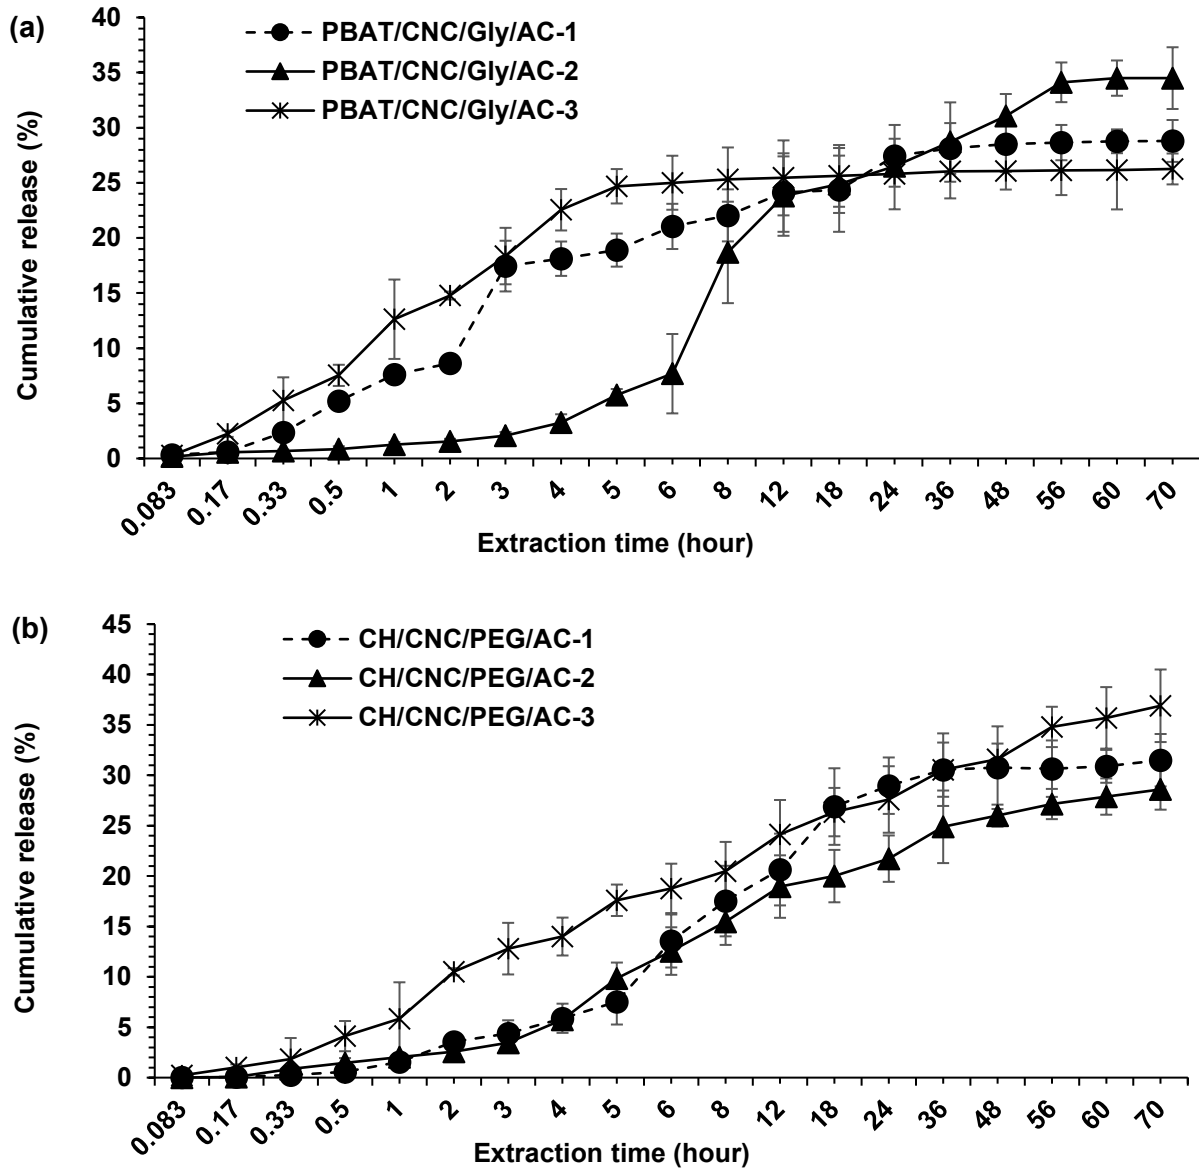 (a)
PBAT/CNC/Gly/AC-1
PBAT/CNC/Gly/AC-2
PBAT/CNC/Gly/AC-3
Cumulative release (%)
40
35
30
25
20
15
10
5
0
0.083 0.17 0.33 0.5 1 2 3 4 5 6 8 12 18 24 36 48 56 60 70
Extraction time (hour)
(b)
CH/CNC/PEG/AC-1
CH/CNC/PEG/AC-2
CH/CNC/PEG/AC-3
Cumulative release (%)
45
40
35
30
25
20
15
10
5
0
0.083 0.17 0.33 0.5 1 2 3 4 5 6 8 12 18 24 36 48 56 60 70
Extraction time (hour)